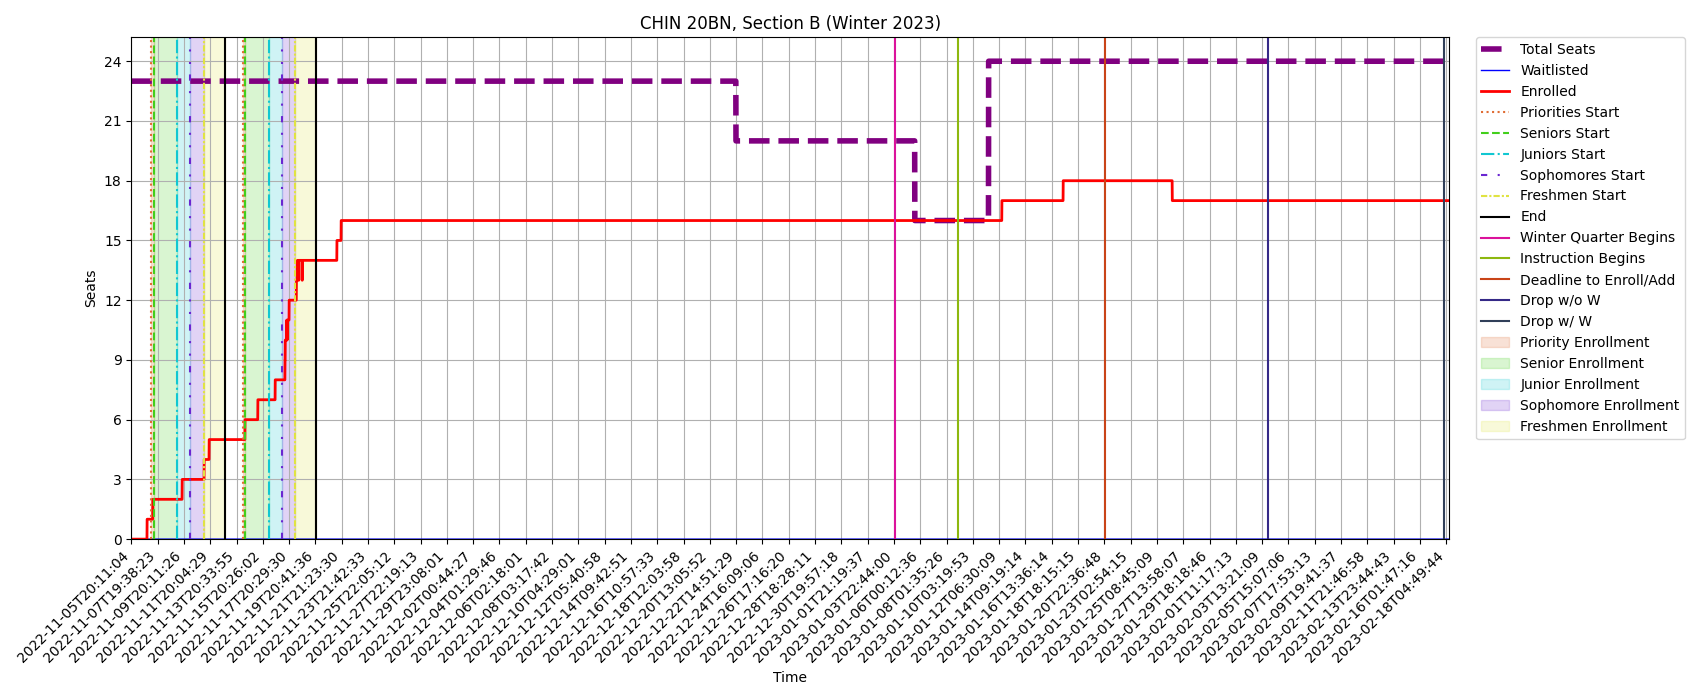 CHIN 20BN, Section B (Winter 2023)
24
21
18
15
12
9
6
3
0
Seats
2022-11-05T20:11:04
2022-11-07T19:38:23
2022-11-09T20:11:26
2022-11-11T04:04:29
2022-11-13T20:33:55
2022-11-15T20:26:02
2022-11-17T20:29:30
2022-11-19T20:41:36
2022-11-21T21:23:30
2022-11-23T21:42:33
2022-11-25T22:05:12
2022-11-27T22:19:13
2022-11-29T23:08:01
2022-12-02T00:44:27
2022-12-04T01:29:46
2022-12-06T02:18:01
2022-12-08T03:17:42
2022-12-10T04:29:01
2022-12-12T05:40:58
2022-12-14T09:42:51
2022-12-16T10:57:33
2022-12-18T12:03:58
2022-12-20T13:05:52
2022-12-22T14:51:29
2022-12-24T16:09:06
2022-12-26T17:16:20
2022-12-28T18:28:11
2022-12-30T19:57:18
2023-01-01T21:19:37
2023-01-03T22:44:00
2023-01-06T00:12:36
2023-01-08T01:35:26
2023-01-10T03:19:53
2023-01-12T06:30:09
2023-01-14T09:19:14
2023-01-16T13:36:14
2023-01-18T18:15:15
2023-01-20T22:36:48
2023-01-23T02:54:15
2023-01-25T08:45:09
2023-01-27T13:58:07
2023-01-29T18:18:46
2023-02-01T11:17:13
2023-02-03T13:21:09
2023-02-05T15:07:06
2023-02-07T17:53:13
2023-02-09T19:41:37
2023-02-11T21:46:58
2023-02-13T23:44:43
2023-02-16T01:47:16
2023-02-18T04:49:44
Time
Total Seats
Waitlisted
Enrolled
Priorities Start
Seniors Start
Juniors Start
Sophomores Start
Freshmen Start
End
Winter Quarter Begins
Instruction Begins
Deadline to Enroll/Add
Drop w/o W
Drop w/ W
Priority Enrollment
Senior Enrollment
Junior Enrollment
Sophomore Enrollment
Freshmen Enrollment